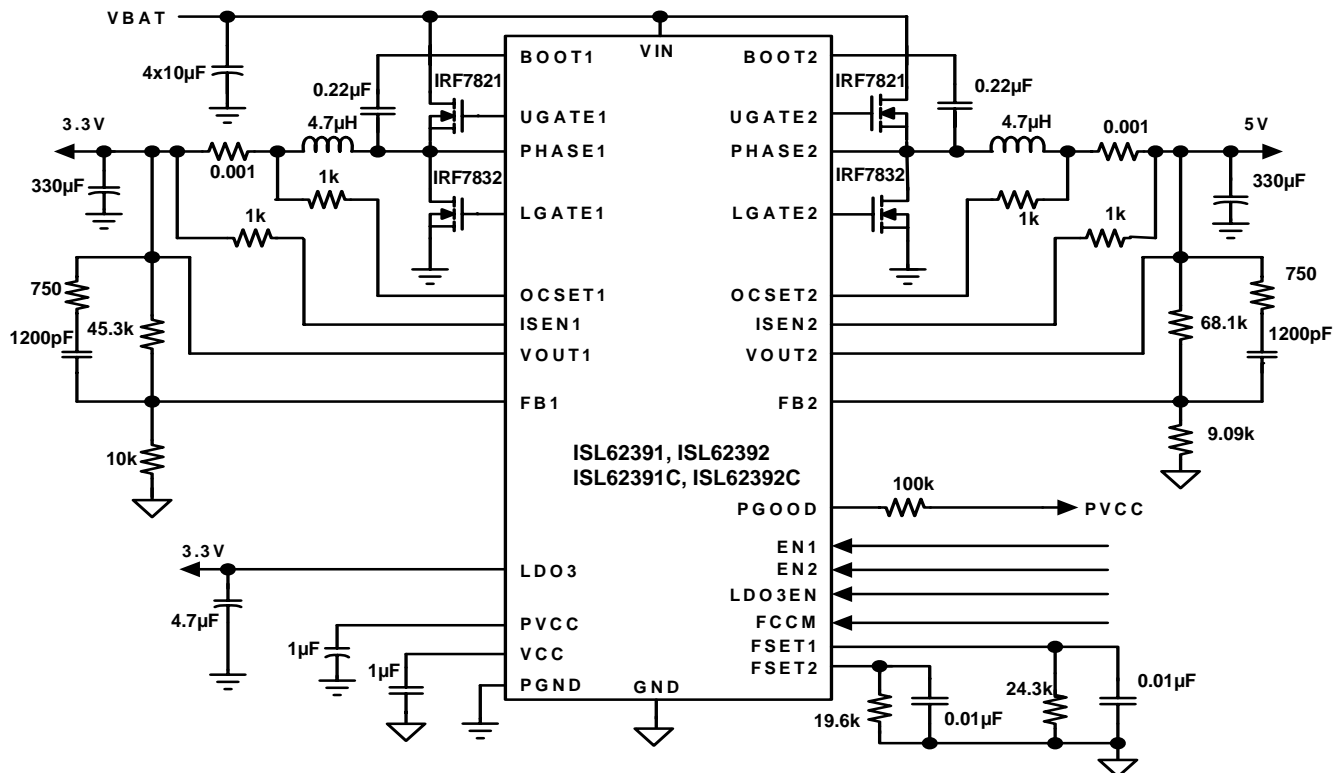 VBAT
VIN
4x10µF
BOOT1
BOOT2
0.22µF
IRF7821
IRF7821
0.22µF
UGATE1
UGATE2
3.3V
4.7µH
4.7µH
0.001
5V
0.001
PHASE1
PHASE2
330µF
1k
IRF7832
IRF7832
1k
330µF
1k
LGATE1
LGATE2
1k
750
OCSET1
OCSET2
750
45.3k
ISEN1
ISEN2
68.1k
1200pF
1200pF
VOUT1
VOUT2
FB1
FB2
10k
9.09k
ISL62391, ISL62392
ISL62391C, ISL62392C
100k
PGOOD
PVCC
EN1
3.3V
LDO3
EN2
LDO3EN
4.7µF
PVCC
FCCM
1µF
VCC
FSET1
1µF
FSET2
PGND
GND
24.3k
0.01µF
19.6k
0.01µF